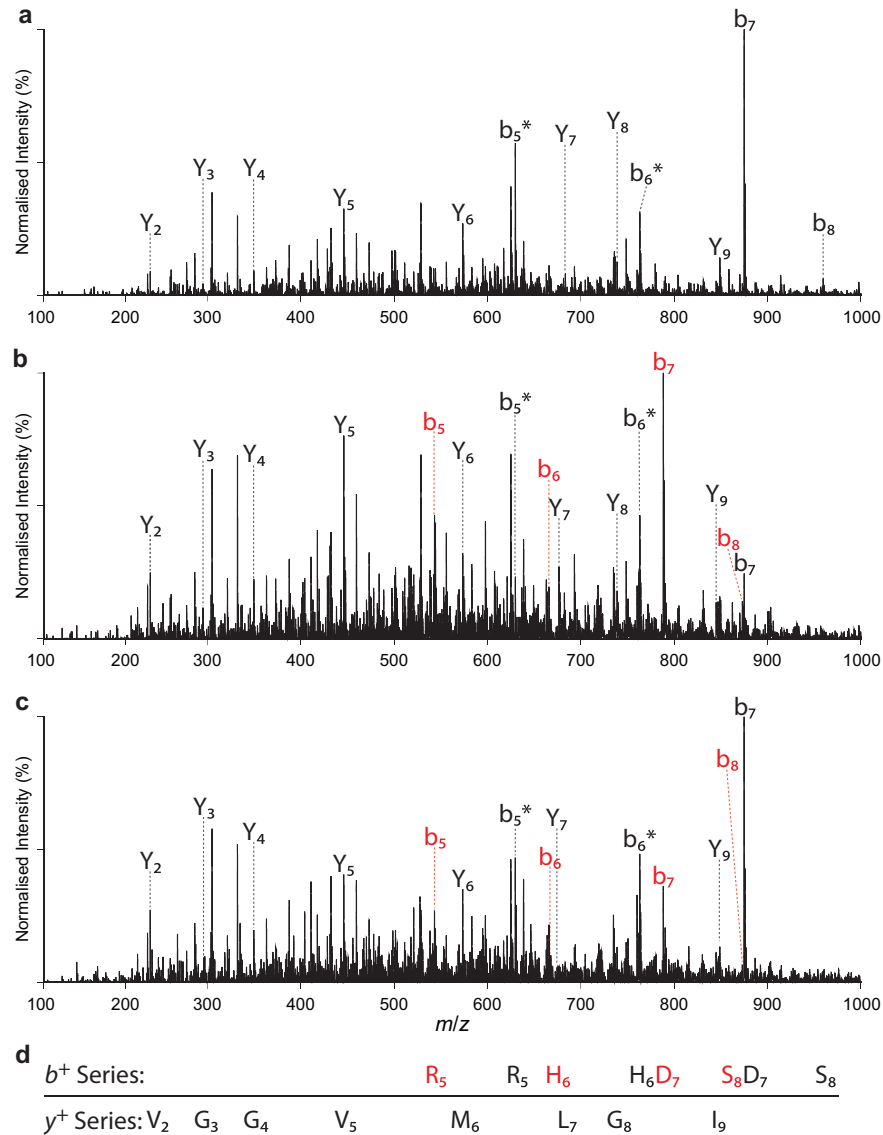 a
Normalised Intensity (%)
Y₂ Y₃ Y₄ Y₅ Y₆ b₅* Y₇ Y₈ b₆* Y₉ b₇ b₈
100 200 300 400 500 600 700 800 900 1000
b
Normalised Intensity (%)
Y₂ Y₃ Y₄ Y₅ b₅ Y₆ b₅* b₆ Y₇ Y₈ b₆* b₇ Y₉ b₈ b₇
100 200 300 400 500 600 700 800 900 1000
c
Normalised Intensity (%)
Y₂ Y₃ Y₄ Y₅ b₅ Y₆ b₅* b₆ Y₇ b₆* b₇ Y₉ b₈ b₇
100 200 300 400 500 600 700 800 900 1000
m/z
d
b⁺ Series: R₅ R₅ H₆ H₆D₇ S₈D₇ S₈
y⁺ Series: V₂ G₃ G₄ V₅ M₆ L₇ G₈ I₉